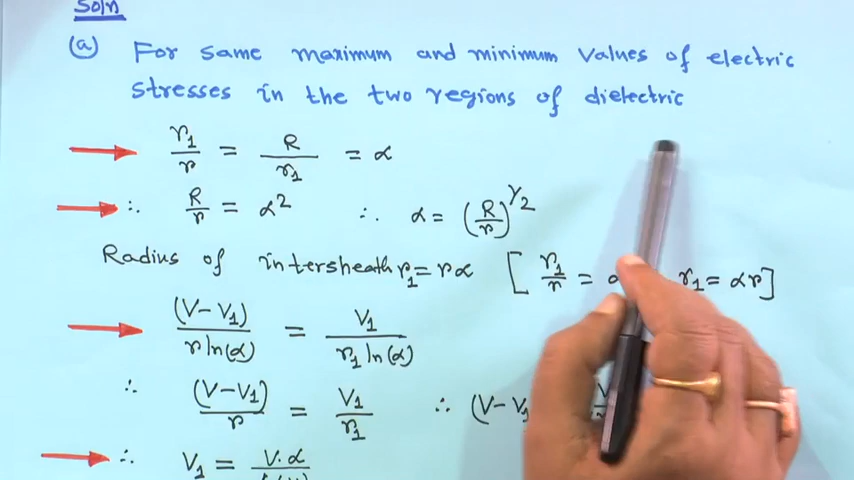 Soln
(a) For same maximum and minimum values of electric
stresses in the two regions of dielectric
r₁/r = R/r₁ = α
∴ R/r = α² ∴ α = (R/r)^1/2
Radius of intersheath r₁ = rα [ r₁/r = r₁ = αr ]
(V-V₁)/(r ln(α)) = V₁/(r₁ ln(α))
∴ (V-V₁)/r = V₁/r₁ ∴ (V-V₁
∴ V₁ = V.α